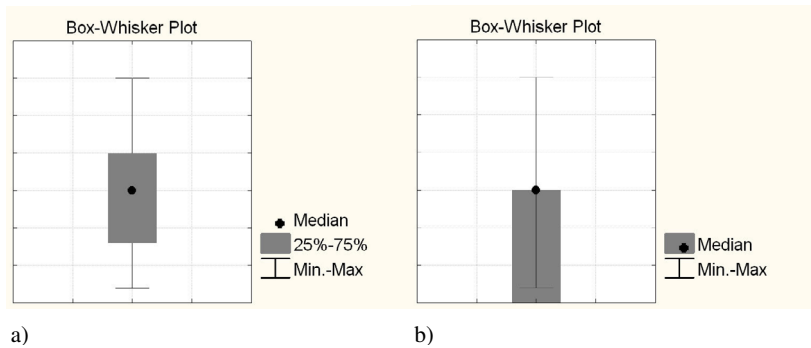 Box-Whisker Plot
Median
25%-75%
Min.-Max
a)
Box-Whisker Plot
Median
Min.-Max
b)